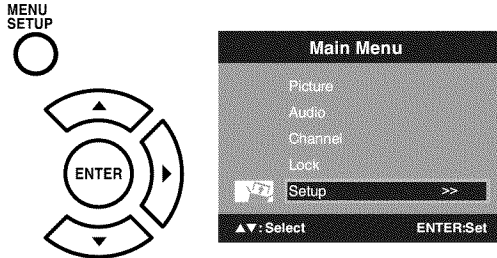 MENU
SETUP
ENTER
Main Menu
Picture
Audio
Channel
Lock
Setup >>
▲▼: Select ENTER:Set